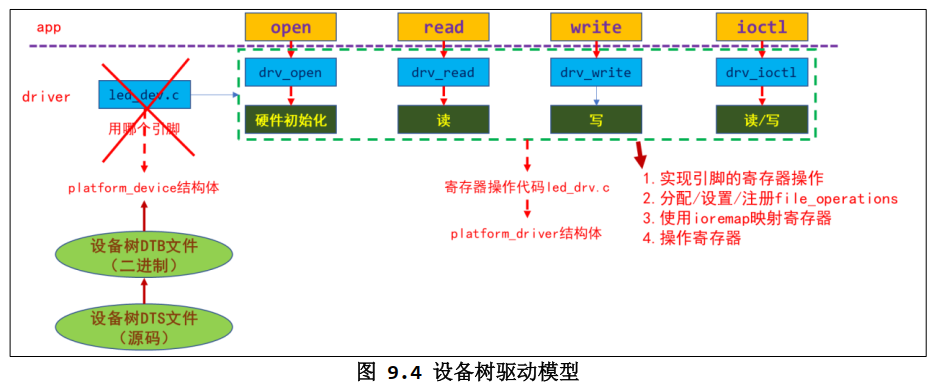 app
open
read
write
ioctl
driver
led_dev.c
drv_open
drv_read
drv_write
drv_ioctl
用哪个引脚
硬件初始化
读
写
读/写
platform_device结构体
寄存器操作代码led_drv.c
platform_driver结构体
1. 实现引脚的寄存器操作
2. 分配/设置/注册file_operations
3. 使用ioremap映射寄存器
4. 操作寄存器
设备树DTB文件
（二进制）
设备树DTS文件
（源码）
图 9.4 设备树驱动模型